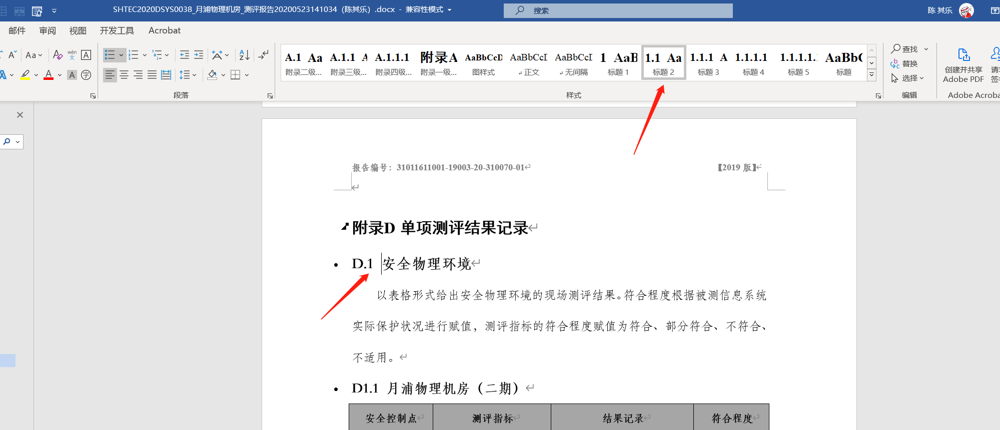 SHTEC2020DSYS0038_月浦物理机房_测评报告20200523141034（陈其乐）.docx - 兼容性模式
搜索
陈 其乐
邮件 审阅 视图 开发工具 Acrobat
Aa wén 文 A
A.1 Aa A.1.1 A A.1.1.1 附录A AaBbCcD AaBbCcI AaBbCcI 1 AaB 1.1 Aa 1.1.1 A 1.1.1.1 1.1.1.1. AaBb(
附录二级... 附录三级... 附录四级... 附录一级... 图样式 ↲正文 ↲无间隔 标题 1 标题 2 标题 3 标题 4 标题 5 标题
查找
替换
选择
创建并共享
Adobe PDF
段落 样式 编辑 Adobe Acroba
报告编号：31011611001-19003-20-310070-01 【2019 版】
附录D 单项测评结果记录
• D.1 安全物理环境
以表格形式给出安全物理环境的现场测评结果。符合程度根据被测信息系统
实际保护状况进行赋值，测评指标的符合程度赋值为符合、部分符合、不符合、
不适用。
• D1.1 月浦物理机房（二期）
安全控制点 测评指标 结果记录 符合程度